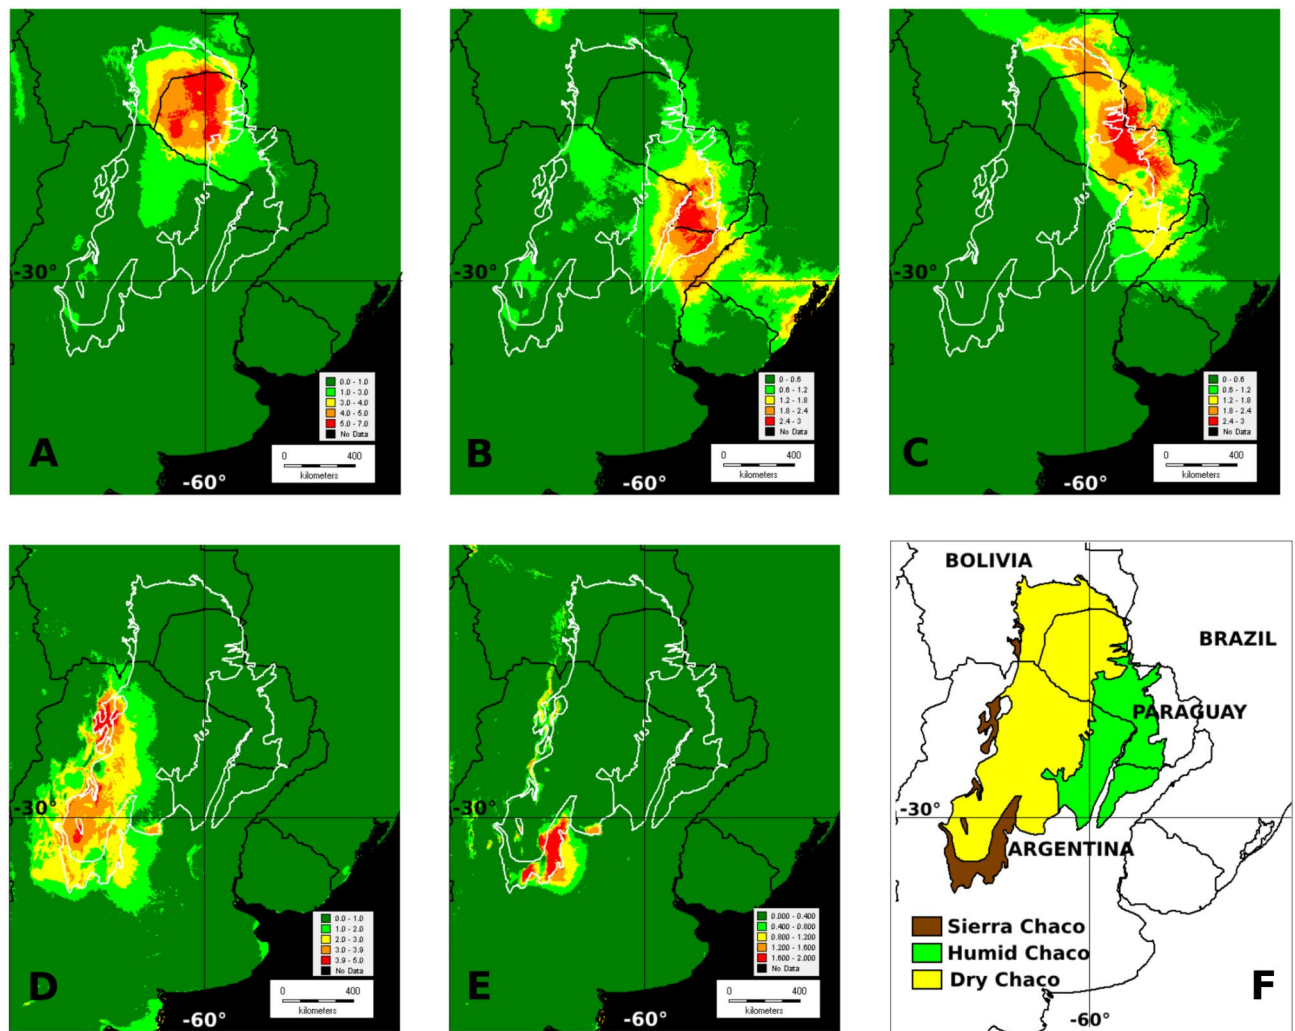 -30°
0.0 - 1.0
1.0 - 3.0
3.0 - 4.0
4.0 - 5.0
5.0 - 7.0
No Data
0 400
kilometers
A
-60°
-30°
0 - 0.6
0.6 - 1.2
1.2 - 1.8
1.8 - 2.4
2.4 - 3
No Data
0 400
kilometers
B
-60°
-30°
0 - 0.6
0.6 - 1.2
1.2 - 1.8
1.8 - 2.4
2.4 - 3
No Data
0 400
kilometers
C
-60°
-30°
0.0 - 1.0
1.0 - 2.0
2.0 - 3.0
3.0 - 3.9
3.9 - 5.0
No Data
0 400
kilometers
D
-60°
-30°
0.000 - 0.400
0.400 - 0.800
0.800 - 1.200
1.200 - 1.600
1.600 - 2.000
No Data
0 400
kilometers
E
-60°
BOLIVIA
BRAZIL
PARAGUAY
-30°
ARGENTINA
Sierra Chaco
Humid Chaco
Dry Chaco
F
-60°